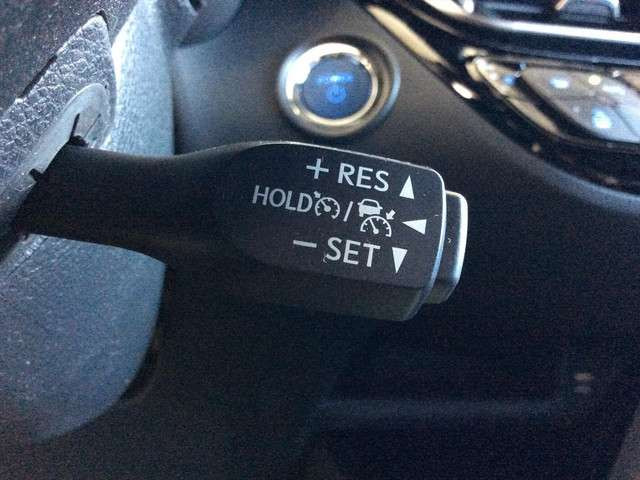 + RES ▲
HOLD / ◀
− SET ▼